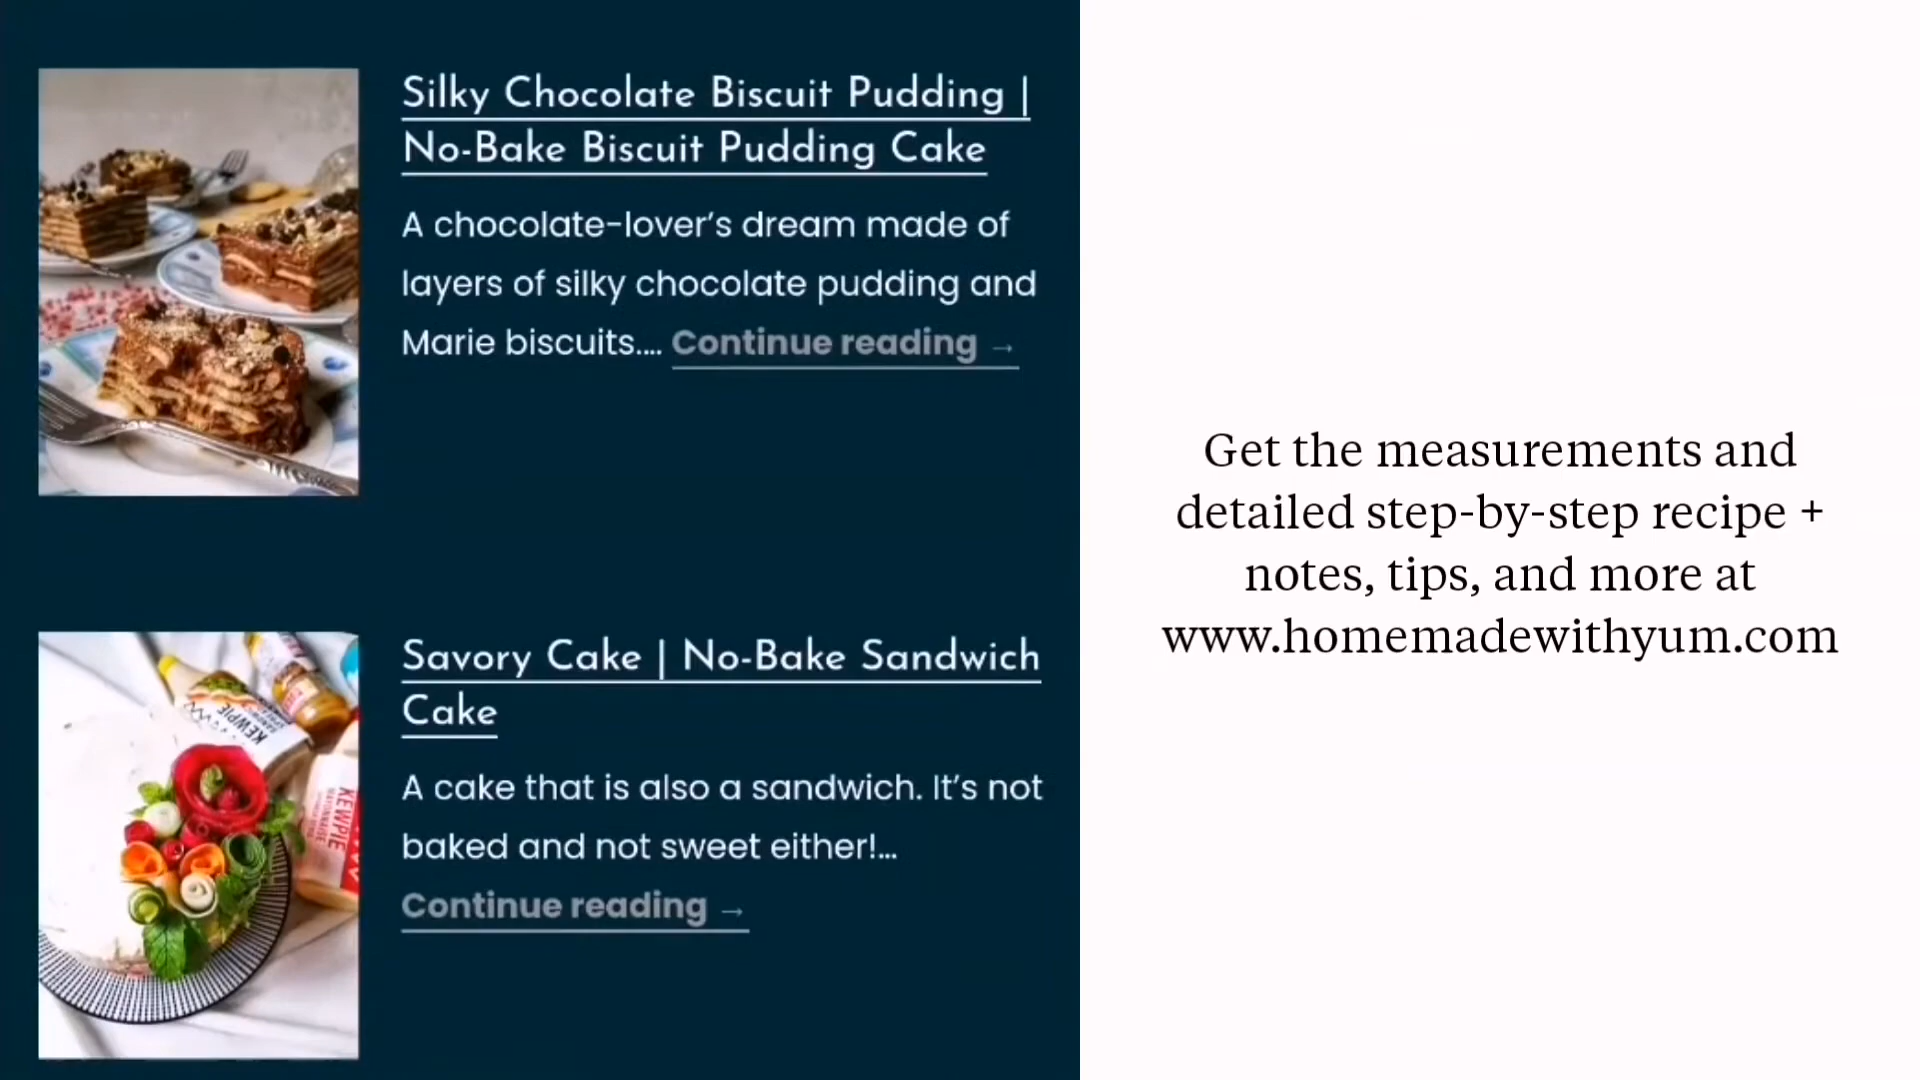 Silky Chocolate Biscuit Pudding |
No-Bake Biscuit Pudding Cake
A chocolate-lover's dream made of
layers of silky chocolate pudding and
Marie biscuits.... Continue reading →
Savory Cake | No-Bake Sandwich
Cake
A cake that is also a sandwich. It's not
baked and not sweet either!...
Continue reading →
KEWPIE
KEWPIE
Get the measurements and
detailed step-by-step recipe +
notes, tips, and more at
www.homemadewithyum.com